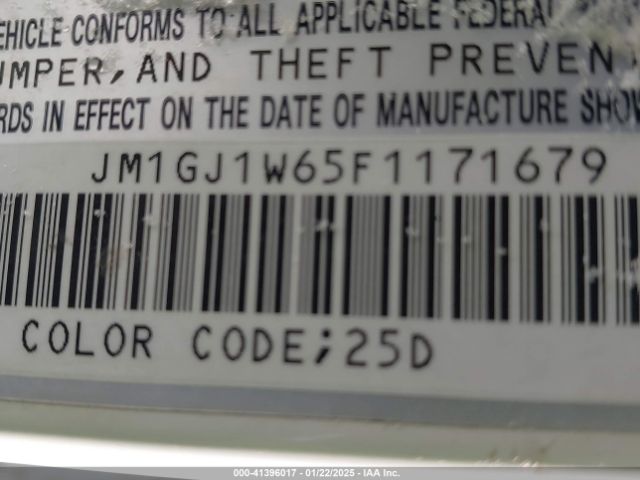 VEHICLE CONFORMS TO ALL APPLICABLE FEDERAL
UMPER, AND THEFT PREVEN
RDS IN EFFECT ON THE DATE OF MANUFACTURE SHOW
JM1GJ1W65F1171679
COLOR CODE;25D
000-41396017 · 01/22/2025 · IAA Inc.